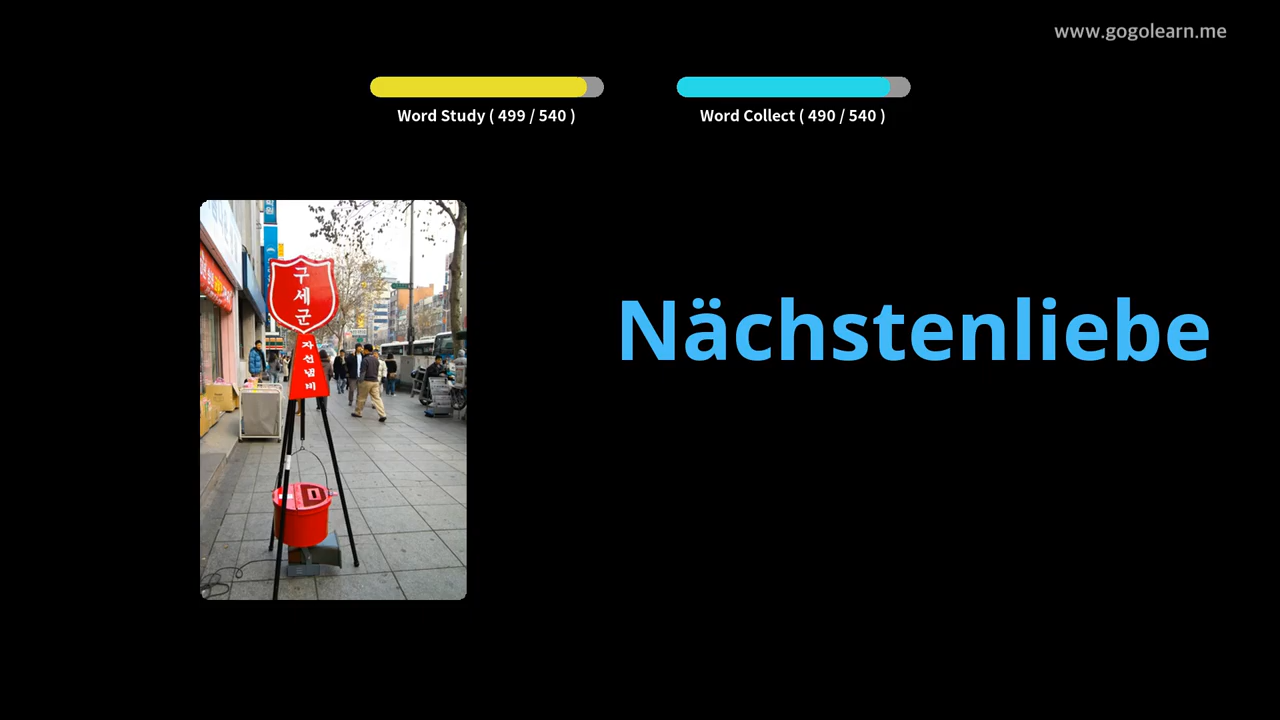 www.gogolearn.me
Word Study ( 499 / 540 )
Word Collect ( 490 / 540 )
Nächstenliebe
구세군
자선냄비